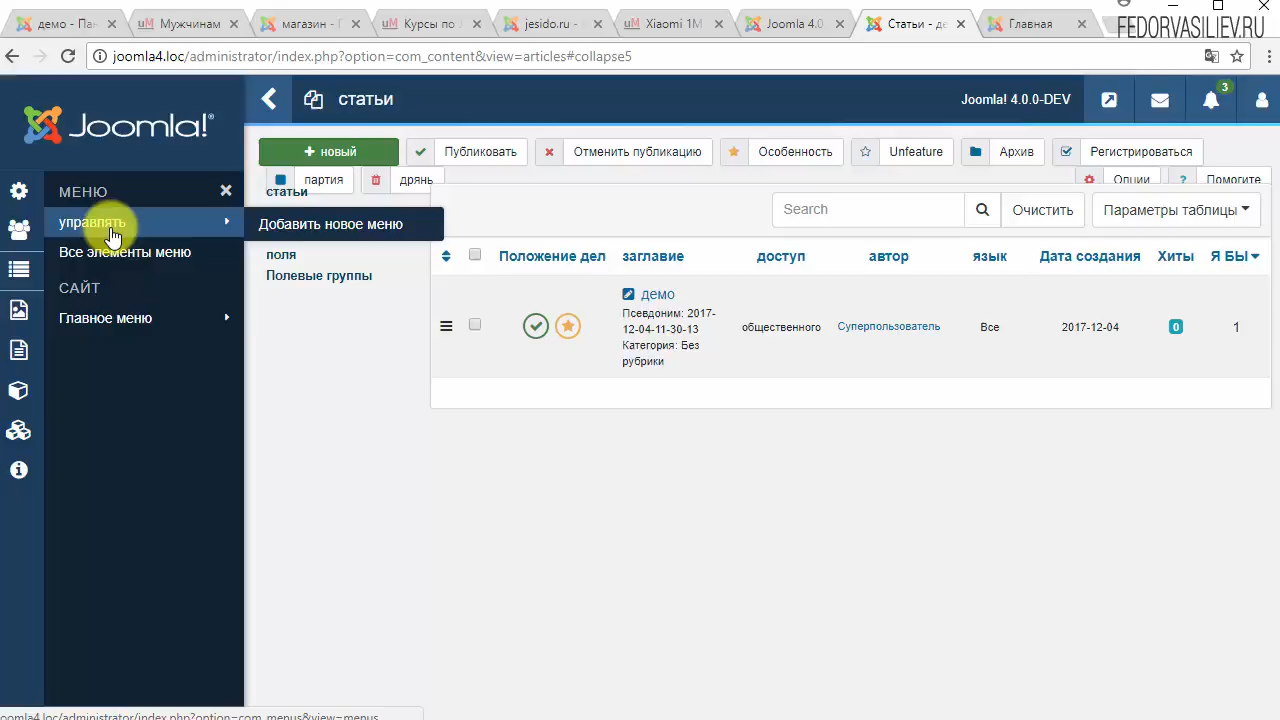 демо - Па
Мужчинам
магазин - Г
Курсы по J
jesido.ru -
Xiaomi 1M
Joomla 4.0
Статьи - де
Главная
FEDORVASILIEV.RU
joomla4.loc/administrator/index.php?option=com_content&view=articles#collapse5
Joomla!
статьи
Joomla! 4.0.0-DEV
3
новый
Публиковать
Отменить публикацию
Особенность
Unfeature
Архив
Регистрироваться
партия
дрянь
Опции
Помогите
МЕНЮ
управлять
Добавить новое меню
Все элементы меню
САЙТ
Главное меню
статьи
поля
Полевые группы
Search
Очистить
Параметры таблицы
Положение дел
заглавие
доступ
автор
язык
Дата создания
Хиты
Я БЫ
демо
Псевдоним: 2017-
12-04-11-30-13
Категория: Без
рубрики
общественного
Суперпользователь
Все
2017-12-04
0
1
joomla4.loc/administrator/index.php?option=com_menus&view=menus